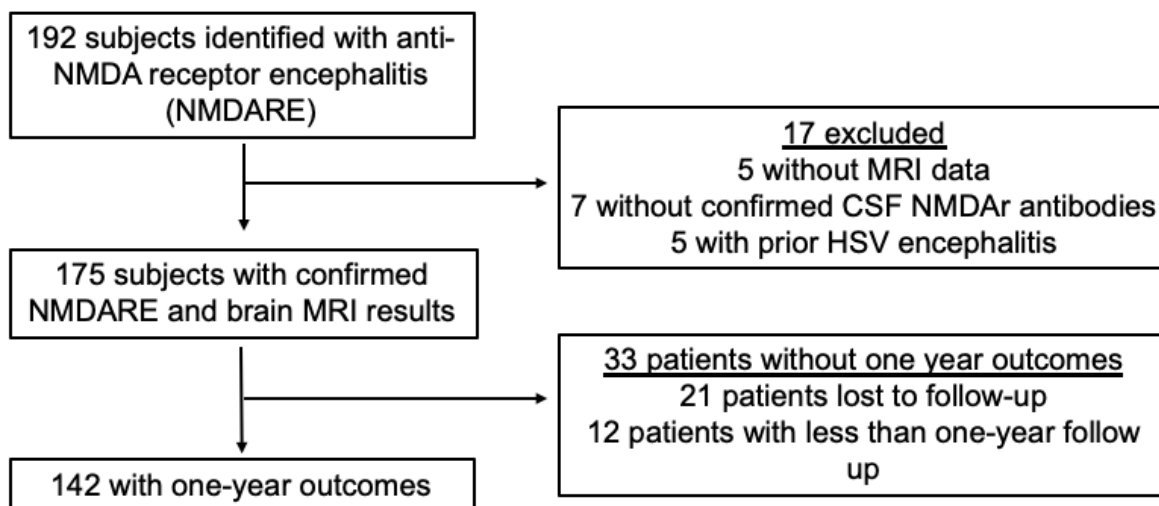 192 subjects identified with anti-
NMDA receptor encephalitis
(NMDARE)
17 excluded
5 without MRI data
7 without confirmed CSF NMDAr antibodies
5 with prior HSV encephalitis
175 subjects with confirmed
NMDARE and brain MRI results
33 patients without one year outcomes
21 patients lost to follow-up
12 patients with less than one-year follow
up
142 with one-year outcomes